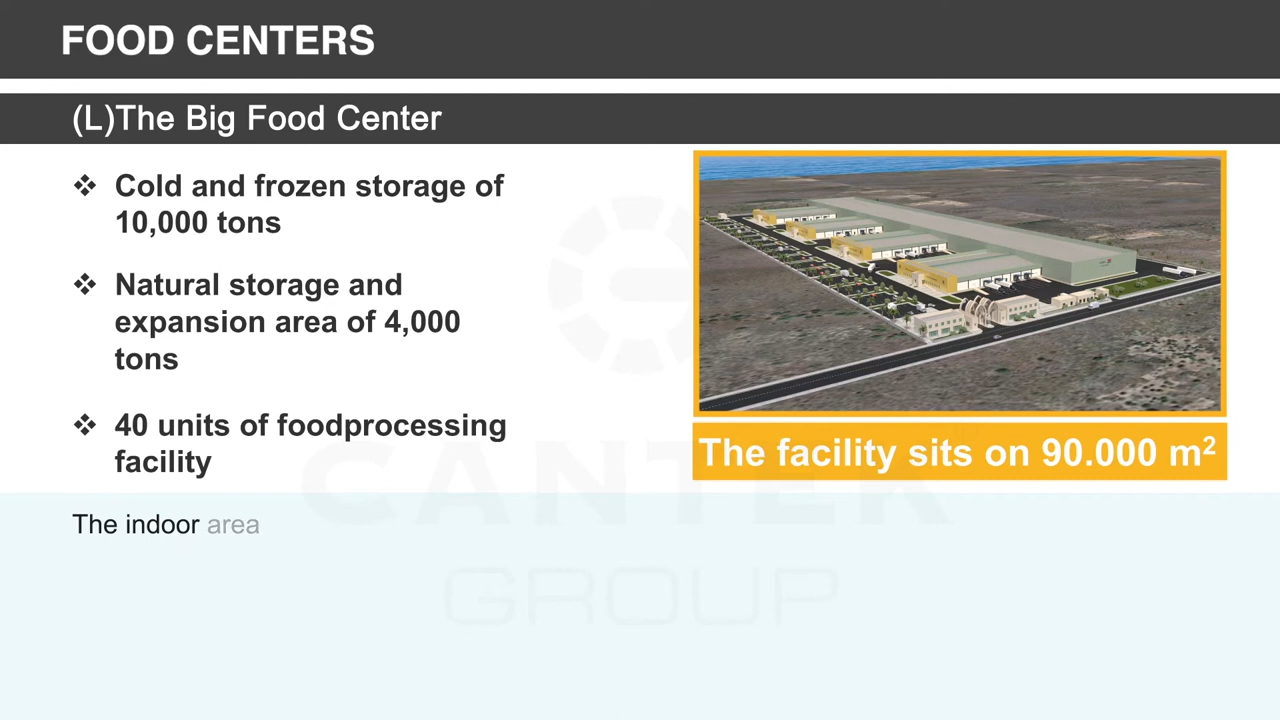 FOOD CENTERS
(L)The Big Food Center
❖ Cold and frozen storage of
10,000 tons
❖ Natural storage and
expansion area of 4,000
tons
❖ 40 units of foodprocessing
facility
The facility sits on 90.000 m²
The indoor area
CANTEK
GROUP